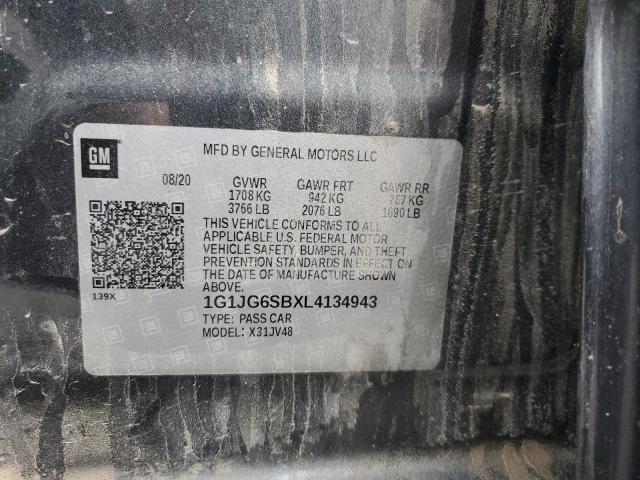 GM
MFD BY GENERAL MOTORS LLC
08/20 GVWR GAWR FRT GAWR RR
1708 KG 942 KG 767 KG
3766 LB 2076 LB 1690 LB
THIS VEHICLE CONFORMS TO ALL
APPLICABLE U.S. FEDERAL MOTOR
VEHICLE SAFETY, BUMPER, AND THEFT
PREVENTION STANDARDS IN EFFECT ON
THE DATE OF MANUFACTURE SHOWN
ABOVE.
139X
1G1JG6SBXL4134943
TYPE: PASS CAR
MODEL: X31JV48